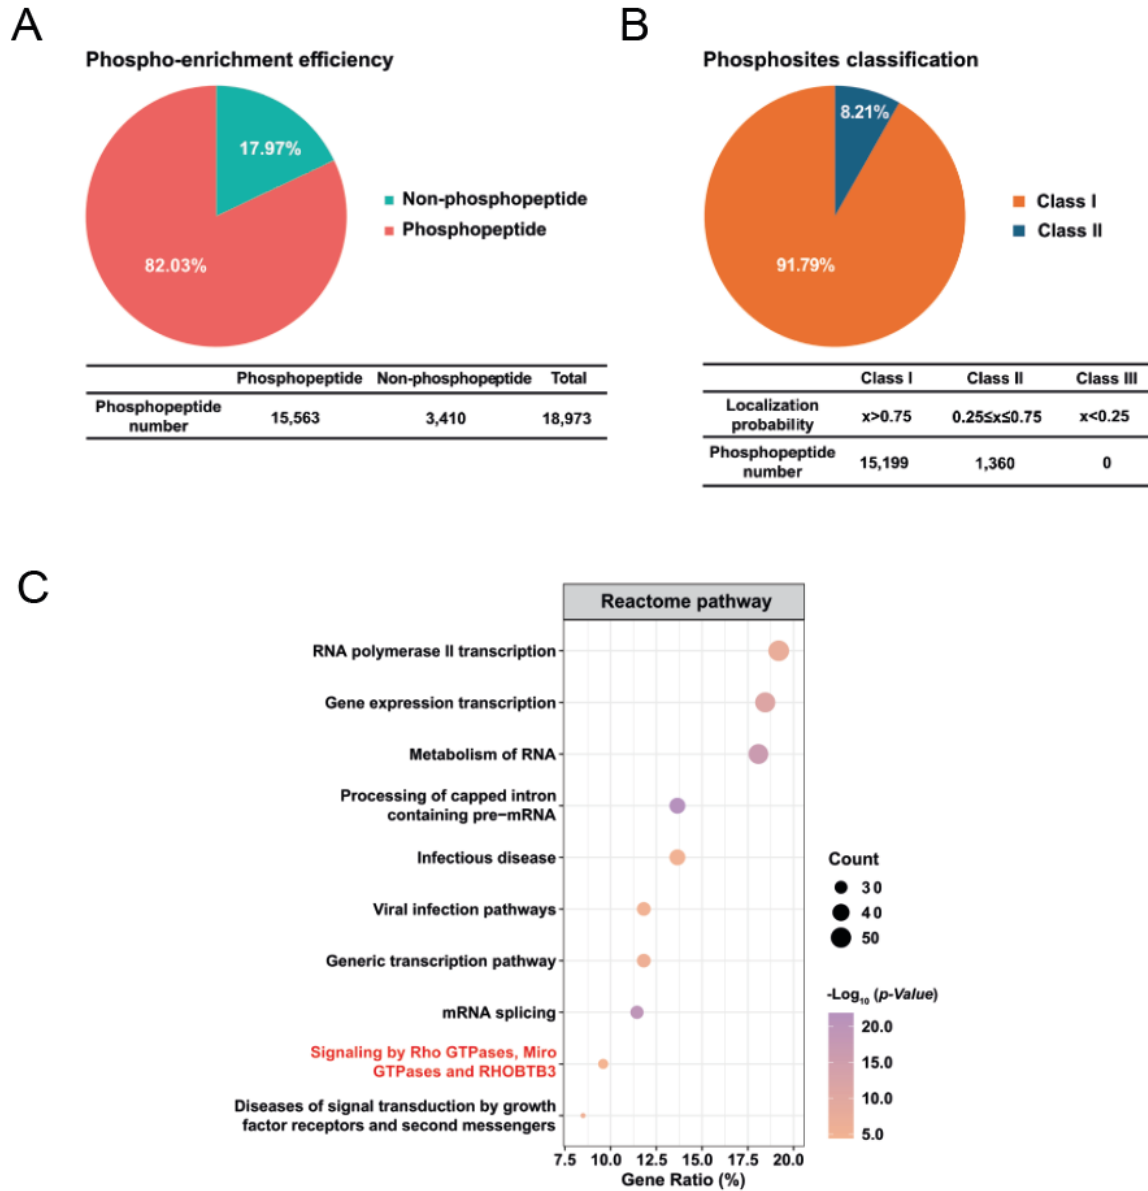 A
Phospho-enrichment efficiency
17.97%
82.03%
Non-phosphopeptide
Phosphopeptide
Phosphopeptide Non-phosphopeptide Total
Phosphopeptide
number
15,563 3,410 18,973
B
Phosphosites classification
8.21%
91.79%
Class I
Class II
Class I Class II Class III
Localization
probability
x>0.75 0.25≤x≤0.75 x<0.25
Phosphopeptide
number
15,199 1,360 0
C
Reactome pathway
RNA polymerase II transcription
Gene expression transcription
Metabolism of RNA
Processing of capped intron
containing pre−mRNA
Infectious disease
Viral infection pathways
Generic transcription pathway
mRNA splicing
Signaling by Rho GTPases, Miro
GTPases and RHOBTB3
Diseases of signal transduction by growth
factor receptors and second messengers
7.5 10.0 12.5 15.0 17.5 20.0
Gene Ratio (%)
Count
30
40
50
-Log₁₀ (p-Value)
20.0
15.0
10.0
5.0